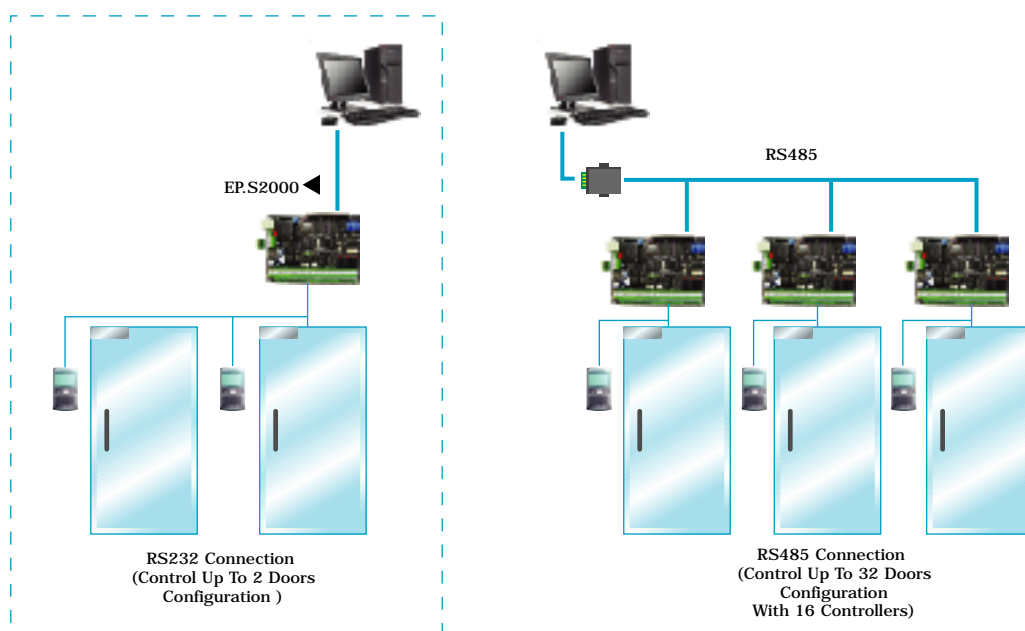 EP.S2000
RS232 Connection
(Control Up To 2 Doors
Configuration )
RS485
RS485 Connection
(Control Up To 32 Doors
Configuration
With 16 Controllers)